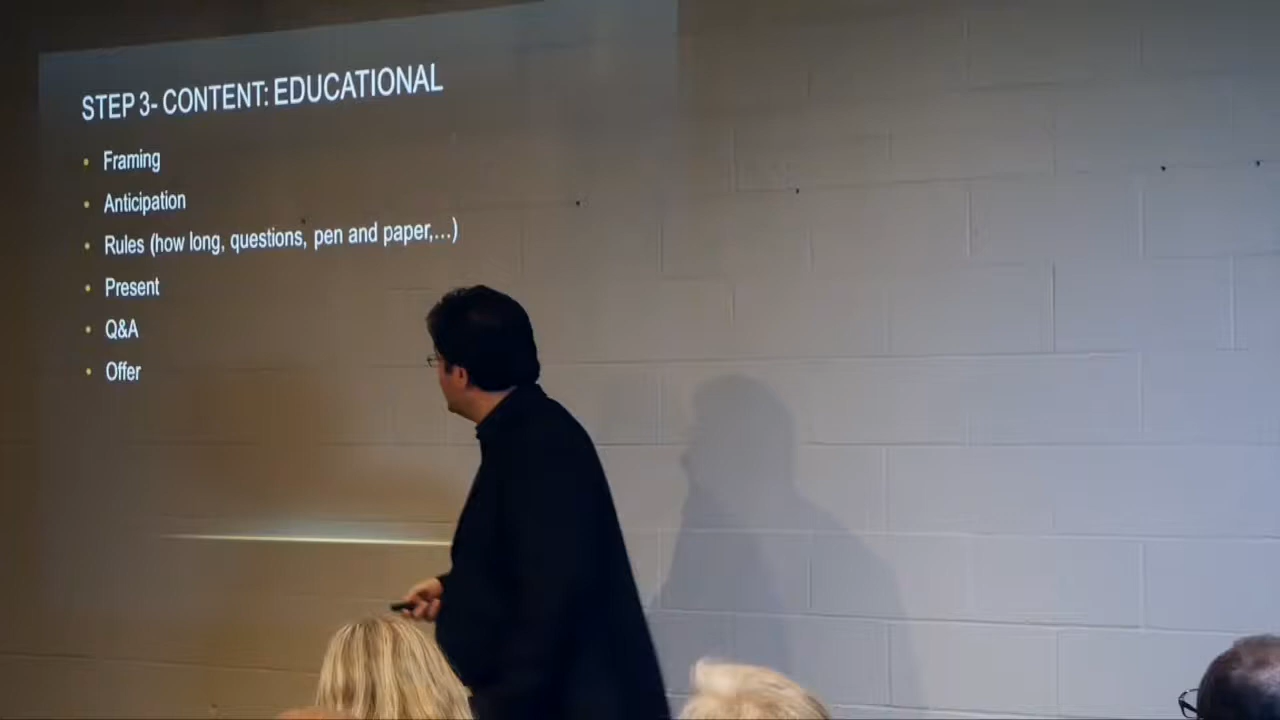 STEP 3- CONTENT: EDUCATIONAL
Framing
Anticipation
Rules (how long, questions, pen and paper,...)
Present
Q&A
Offer